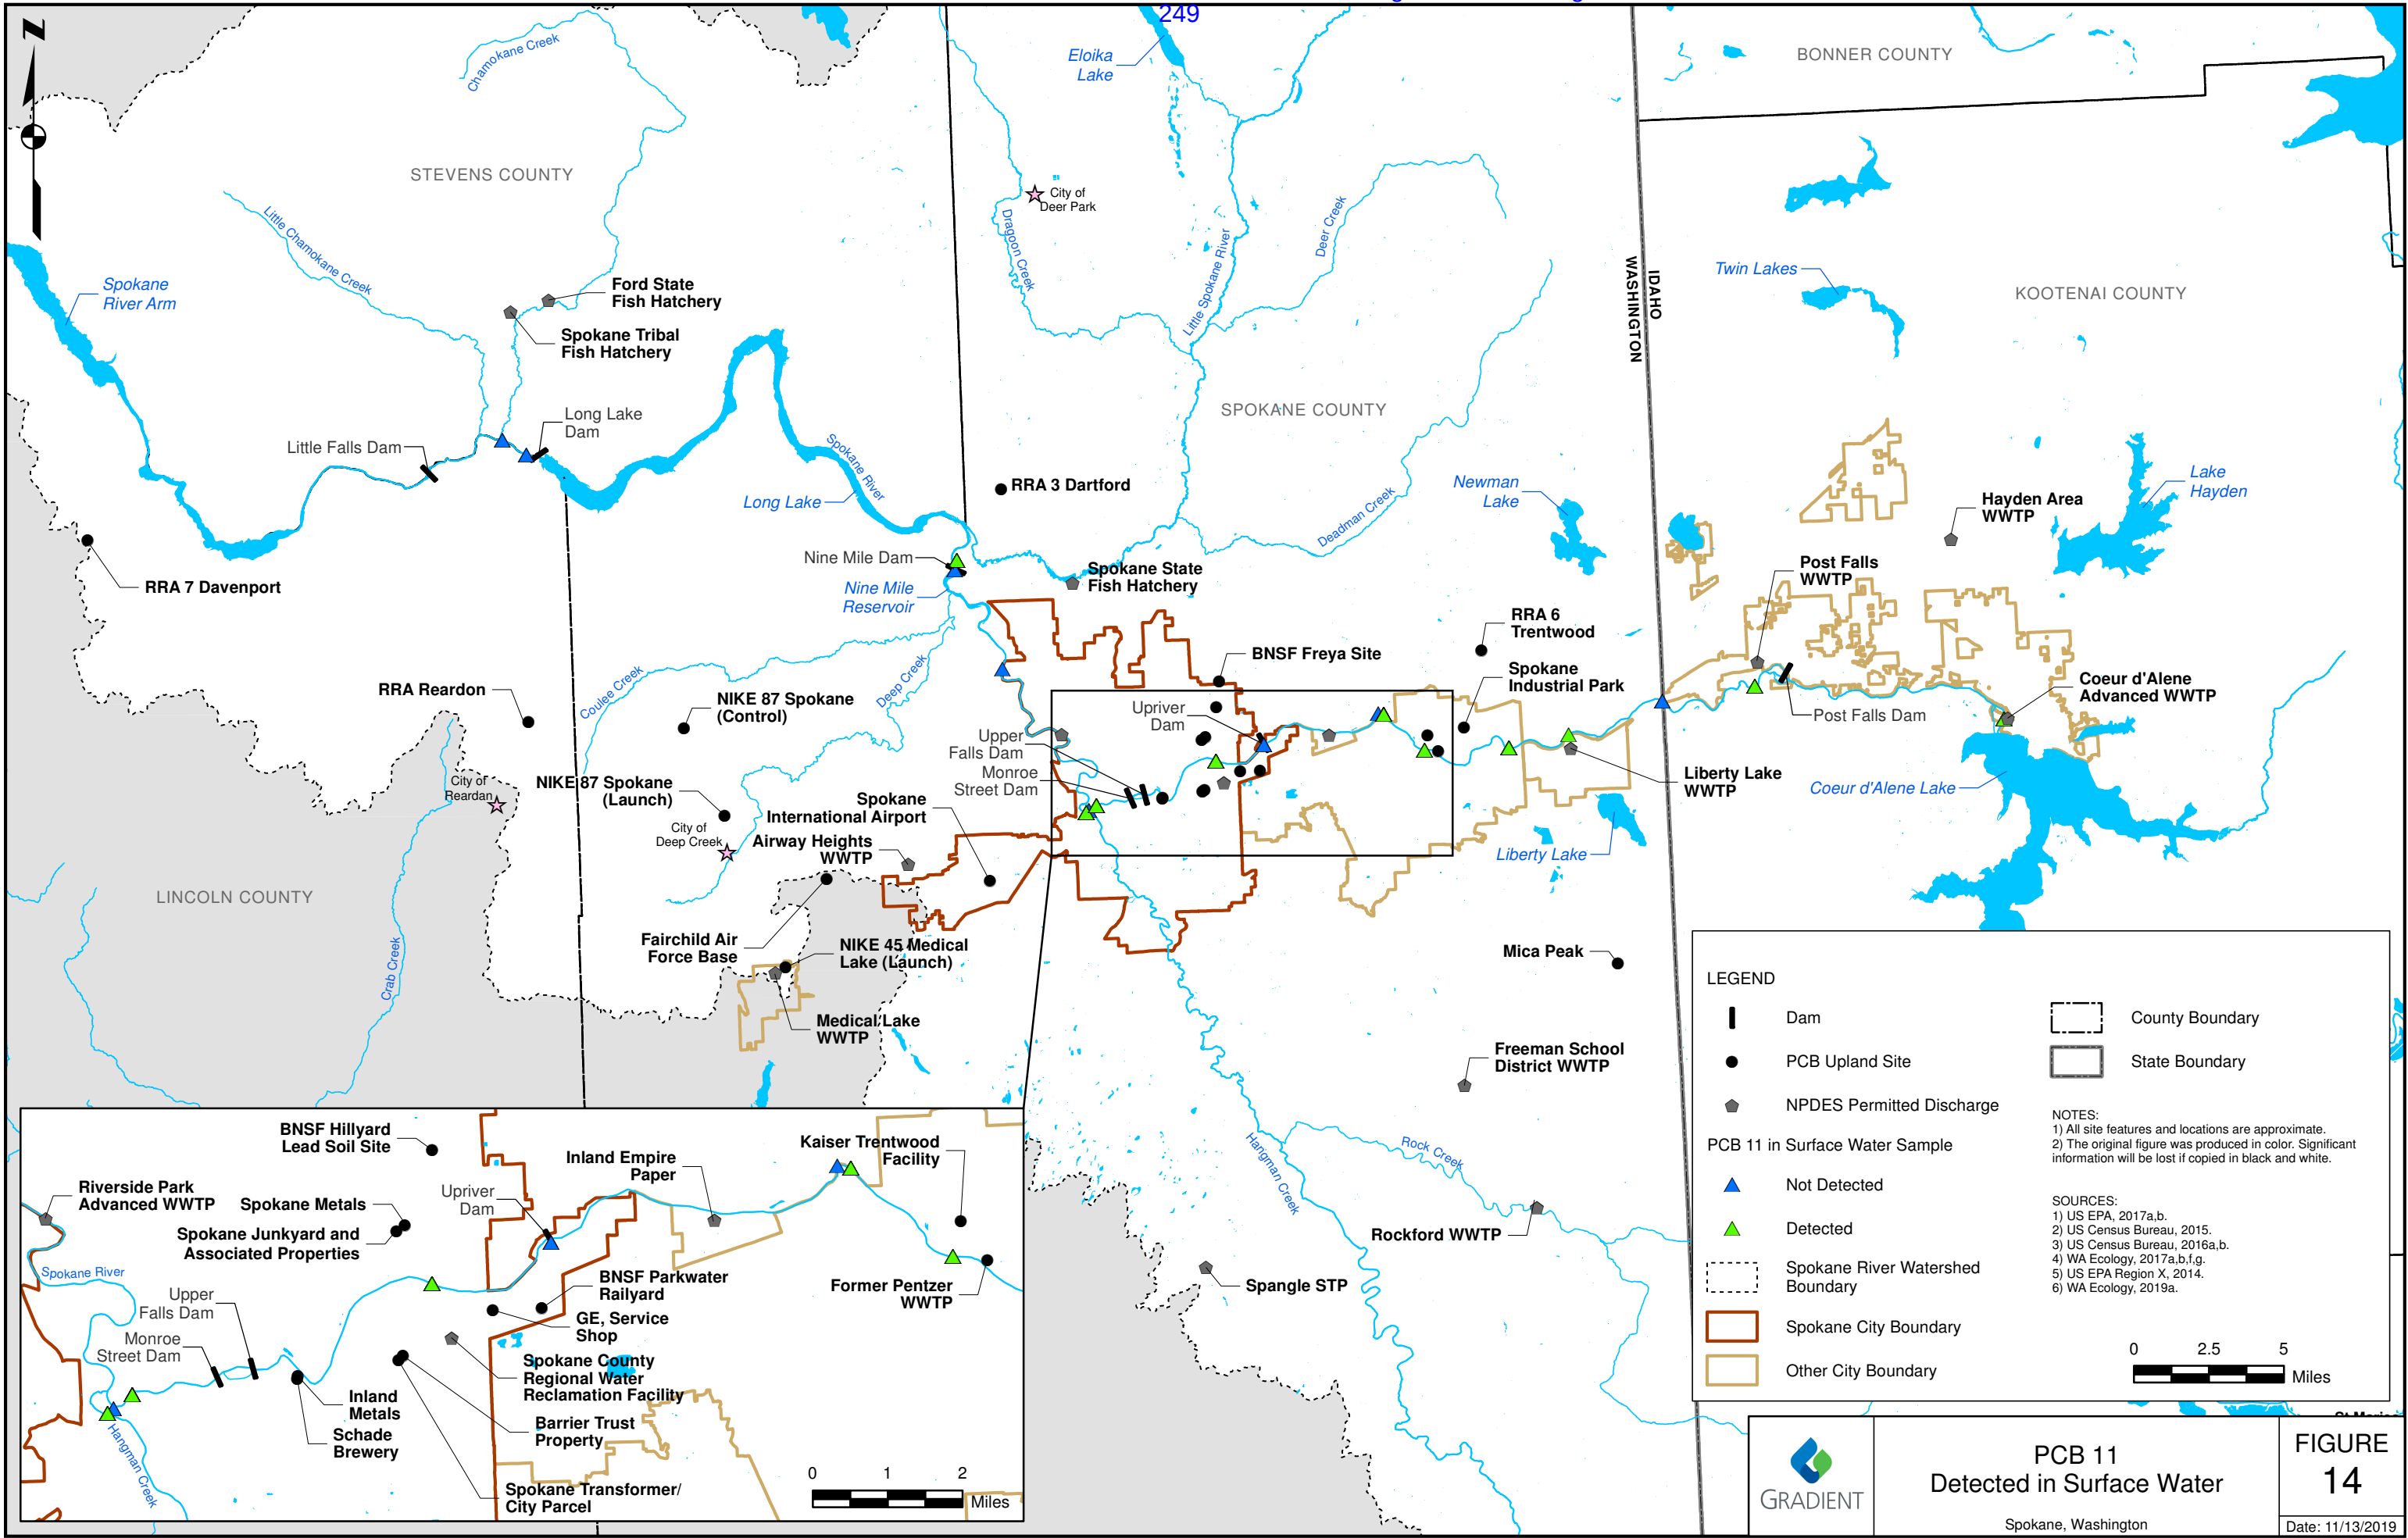 249
N
Chamokane Creek
Eloika
Lake
BONNER COUNTY
STEVENS COUNTY
City of
Deer Park
Little Chamokane Creek
Dragoon Creek
Little Spokane River
Deer Creek
IDAHO
WASHINGTON
Twin Lakes
KOOTENAI COUNTY
Spokane
River Arm
Ford State
Fish Hatchery
Spokane Tribal
Fish Hatchery
SPOKANE COUNTY
Long Lake
Dam
Little Falls Dam
Spokane River
Long Lake
RRA 3 Dartford
Newman
Lake
Deadman Creek
Lake
Hayden
Hayden Area
WWTP
Nine Mile Dam
Nine Mile
Reservoir
Spokane State
Fish Hatchery
Post Falls
WWTP
RRA 7 Davenport
RRA 6
Trentwood
BNSF Freya Site
Spokane
Industrial Park
Coeur d'Alene
Advanced WWTP
Post Falls Dam
RRA Reardon
Coulee Creek
Deep Creek
NIKE 87 Spokane
(Control)
Upriver
Dam
Upper
Falls Dam
Monroe
Street Dam
City of
Reardan
NIKE 87 Spokane
(Launch)
Spokane
International Airport
Liberty Lake
WWTP
Coeur d'Alene Lake
City of
Deep Creek
Airway Heights
WWTP
Liberty Lake
LINCOLN COUNTY
Crab Creek
Fairchild Air
Force Base
NIKE 45 Medical
Lake (Launch)
Mica Peak
Medical Lake
WWTP
Freeman School
District WWTP
Hangman Creek
Rock Creek
Rockford WWTP
Spangle STP
BNSF Hillyard
Lead Soil Site
Inland Empire
Paper
Kaiser Trentwood
Facility
Riverside Park
Advanced WWTP
Spokane Metals
Upriver
Dam
Spokane Junkyard and
Associated Properties
Spokane River
BNSF Parkwater
Railyard
Former Pentzer
WWTP
Upper
Falls Dam
GE, Service
Shop
Monroe
Street Dam
Spokane County
Regional Water
Reclamation Facility
Inland
Metals
Barrier Trust
Property
Schade
Brewery
Hangman Creek
Spokane Transformer/
City Parcel
0 1 2
Miles
LEGEND
Dam
PCB Upland Site
NPDES Permitted Discharge
PCB 11 in Surface Water Sample
Not Detected
Detected
Spokane River Watershed
Boundary
Spokane City Boundary
Other City Boundary
County Boundary
State Boundary
NOTES:
1) All site features and locations are approximate.
2) The original figure was produced in color. Significant
information will be lost if copied in black and white.
SOURCES:
1) US EPA, 2017a,b.
2) US Census Bureau, 2015.
3) US Census Bureau, 2016a,b.
4) WA Ecology, 2017a,b,f,g.
5) US EPA Region X, 2014.
6) WA Ecology, 2019a.
0 2.5 5
Miles
GRADIENT
PCB 11
Detected in Surface Water
Spokane, Washington
FIGURE
14
Date: 11/13/2019